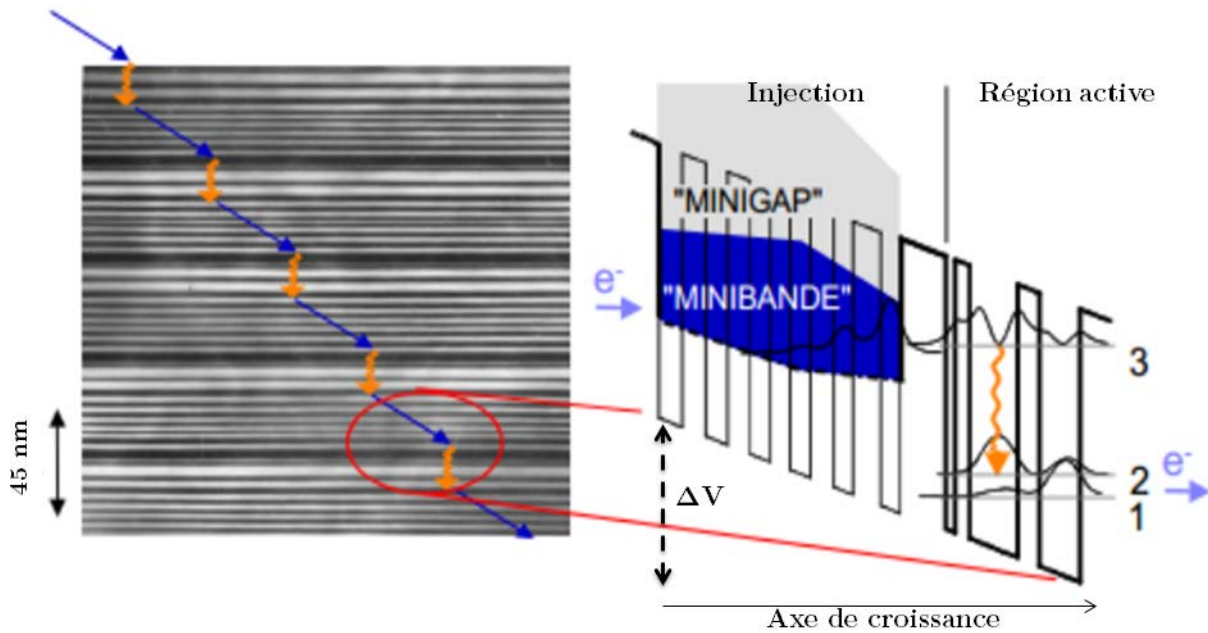 Injection
Région active
"MINIGAP"
"MINIBANDE"
e-
3
2
1
e-
ΔV
45 nm
Axe de croissance